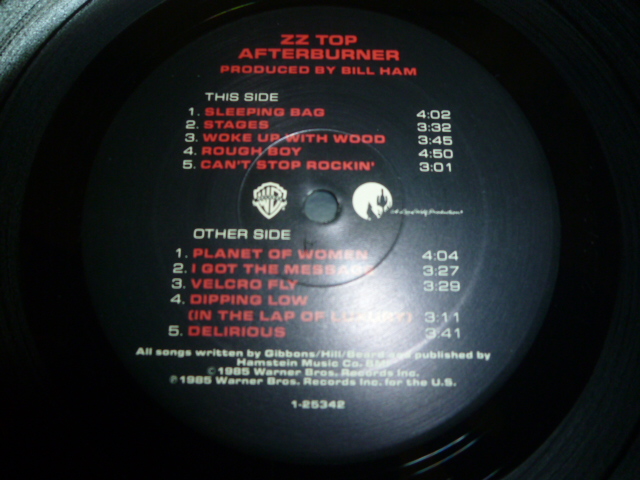 ZZ TOP
AFTERBURNER
PRODUCED BY BILL HAM
THIS SIDE
1. SLEEPING BAG 4:02
2. STAGES 3:32
3. WOKE UP WITH WOOD 3:45
4. ROUGH BOY 4:50
5. CAN'T STOP ROCKIN' 3:01
WB
A Lone Wolf Production
OTHER SIDE
1. PLANET OF WOMEN 4:04
2. I GOT THE MESSAGE 3:27
3. VELCRO FLY 3:29
4. DIPPING LOW
(IN THE LAP OF LUXURY) 3:11
5. DELIRIOUS 3:41
All songs written by Gibbons/Hill/Beard and published by
Hamstein Music Co. BMI
©1985 Warner Bros. Records Inc.
℗1985 Warner Bros. Records Inc. for the U.S.
1-25342